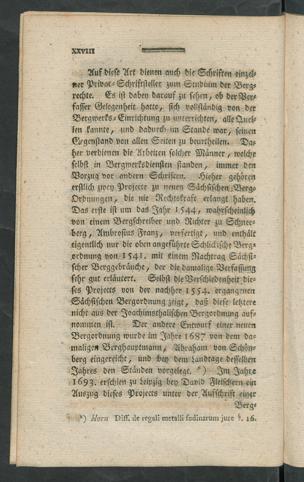 XXVIII
Auf diese Art dienen auch die Schriften einzel-
ner Privat-Schriftsteller zum Studium der Berg-
rechte. Es ist dabey darauf zu sehen, ob der Ver-
fasser Gelegenheit hatte, sich vollständig von der
Bergwerks-Einrichtung zu unterrichten, alle Quel-
len kannte, und dadurch im Stande war, seinen
Gegenstand von allen Seiten zu beurtheilen. Da-
her verdienen die Arbeiten solcher Männer, welche
selbst in Bergwerksdiensten standen, immer den
Vorzug vor andern Schriften. Hieher gehören
erstlich zwey Projecte zu neuen Sächsischen Berg-
Ordnungen, die nie Rechtskraft erlangt haben.
Das erste ist um das Jahr 1544, wahrscheinlich
von einem Bergschreiber und Richter zu Schnee-
berg, Ambrosius Franz, verfertigt, und enthält
eigentlich nur die oben angeführte Schlickische Berg-
ordnung von 1541. mit einem Nachtrag Sächsi-
scher Berggebräuche, der die damalige Verfassung
sehr gut erläutert. Selbst die Verschiedenheit die-
ses Projects von der nachher 1554. ergangenen
Sächsischen Bergordnung zeigt, daß diese letztere
nicht aus der Joachimsthalischen Bergordnung auf-
nommen ist. Der andere Entwurf einer neuen
Bergordnung wurde im Jahre 1687 von dem da-
maligen Berghauptmann, Abraham von Schön-
berg eingereicht, und bey dem Landtage desselben
Jahres den Ständen vorgelegt. *) Im Jahre
1693. erschien zu Leipzig bey David Fleischern ein
Auszug dieses Projects unter der Aufschrift einer
Berg-
*) Horn Diff. de regali metalli fodinarum jure §. 16.